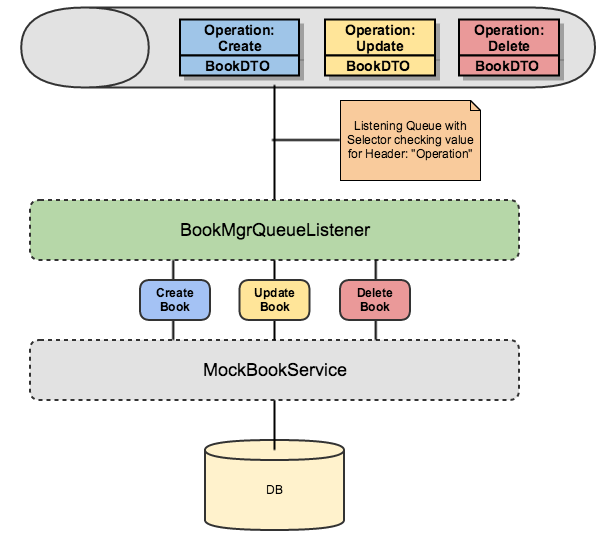 Operation:
Create
BookDTO
Operation:
Update
BookDTO
Operation:
Delete
BookDTO
Listening Queue with
Selector checking value
for Header: "Operation"
BookMgrQueueListener
Create
Book
Update
Book
Delete
Book
MockBookService
DB